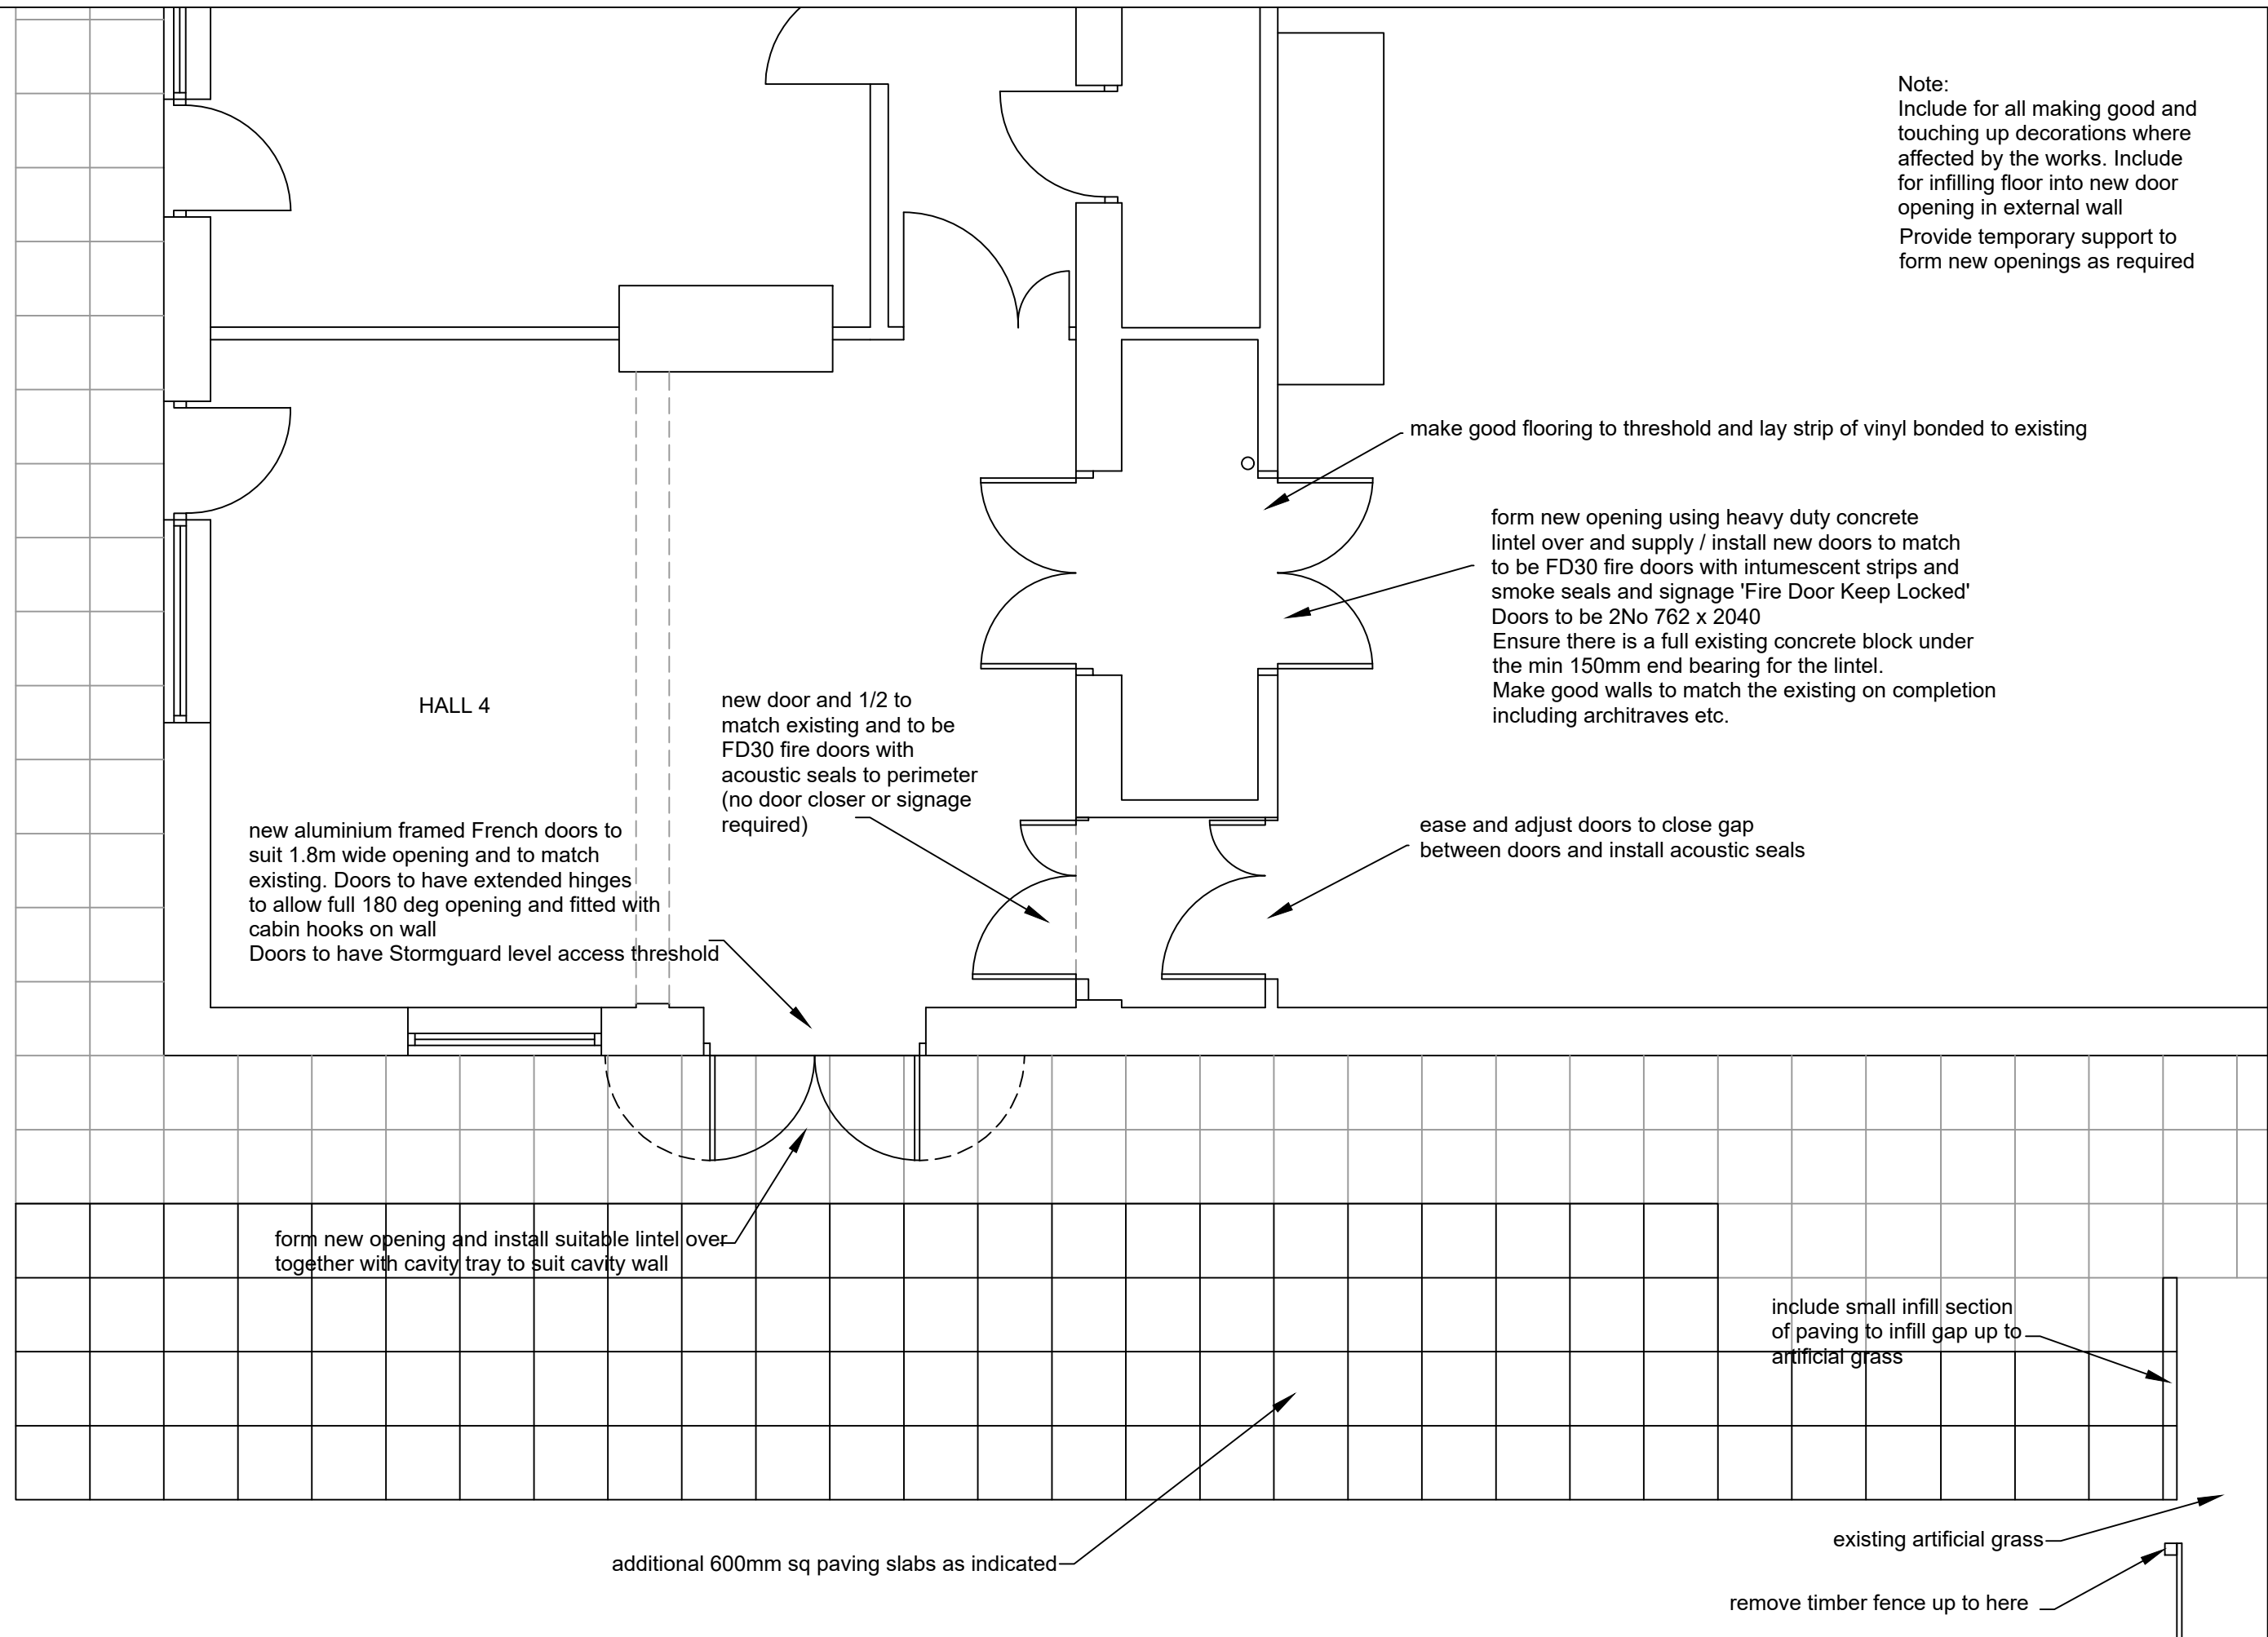 Note:
Include for all making good and
touching up decorations where
affected by the works. Include
for infilling floor into new door
opening in external wall
Provide temporary support to
form new openings as required
make good flooring to threshold and lay strip of vinyl bonded to existing
form new opening using heavy duty concrete
lintel over and supply / install new doors to match
to be FD30 fire doors with intumescent strips and
smoke seals and signage 'Fire Door Keep Locked'
Doors to be 2No 762 x 2040
Ensure there is a full existing concrete block under
the min 150mm end bearing for the lintel.
Make good walls to match the existing on completion
including architraves etc.
HALL 4
new door and 1/2 to
match existing and to be
FD30 fire doors with
acoustic seals to perimeter
(no door closer or signage
required)
new aluminium framed French doors to
suit 1.8m wide opening and to match
existing. Doors to have extended hinges
to allow full 180 deg opening and fitted with
cabin hooks on wall
Doors to have Stormguard level access threshold
ease and adjust doors to close gap
between doors and install acoustic seals
form new opening and install suitable lintel over
together with cavity tray to suit cavity wall
include small infill section
of paving to infill gap up to
artificial grass
additional 600mm sq paving slabs as indicated
existing artificial grass
remove timber fence up to here